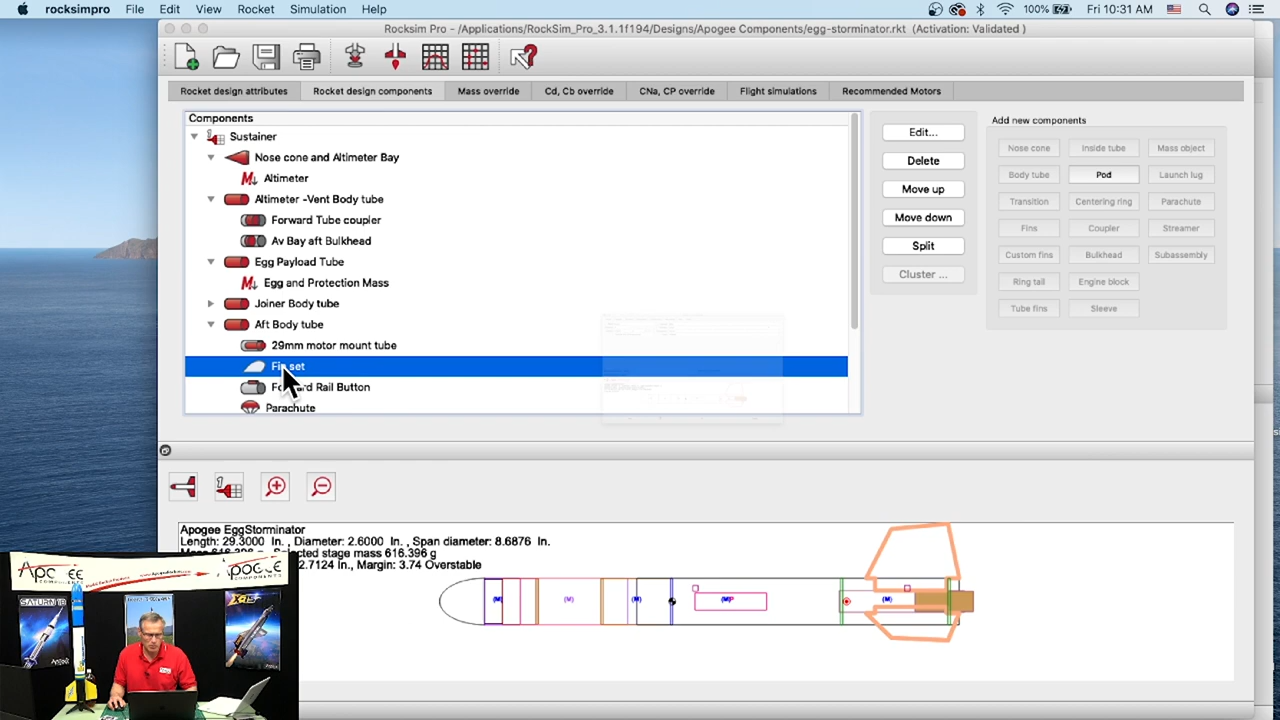 rocksimpro File Edit View Rocket Simulation Help 100% Fri 10:31 AM
Rocksim Pro - /Applications/RockSim_Pro_3.1.1f194/Designs/Apogee Components/egg-storminator.rkt (Activation: Validated )
Rocket design attributes Rocket design components Mass override Cd, Cb override CNa, CP override Flight simulations Recommended Motors
Components
Sustainer
Nose cone and Altimeter Bay
Altimeter
Altimeter -Vent Body tube
Forward Tube coupler
Av Bay aft Bulkhead
Egg Payload Tube
Egg and Protection Mass
Joiner Body tube
Aft Body tube
29mm motor mount tube
set
Rail Button
Parachute
Edit...
Delete
Move up
Move down
Split
Cluster ...
Add new components
Nose cone Inside tube Mass object
Body tube Pod Launch lug
Transition Centering ring Parachute
Fins Coupler Streamer
Custom fins Bulkhead Subassembly
Ring tail Engine block
Tube fins Sleeve
Apogee EggStorminator
Length: 29.3000 In. , Diameter: 2.6000 In. , Span diameter: 8.6876 In.
Selected stage mass 616.396 g
2.7124 In., Margin: 3.74 Overstable
(M) (M) (M) (M)
APOGEE
COMPONENTS
APOGEE
COMPONENTS
SATURN 1B